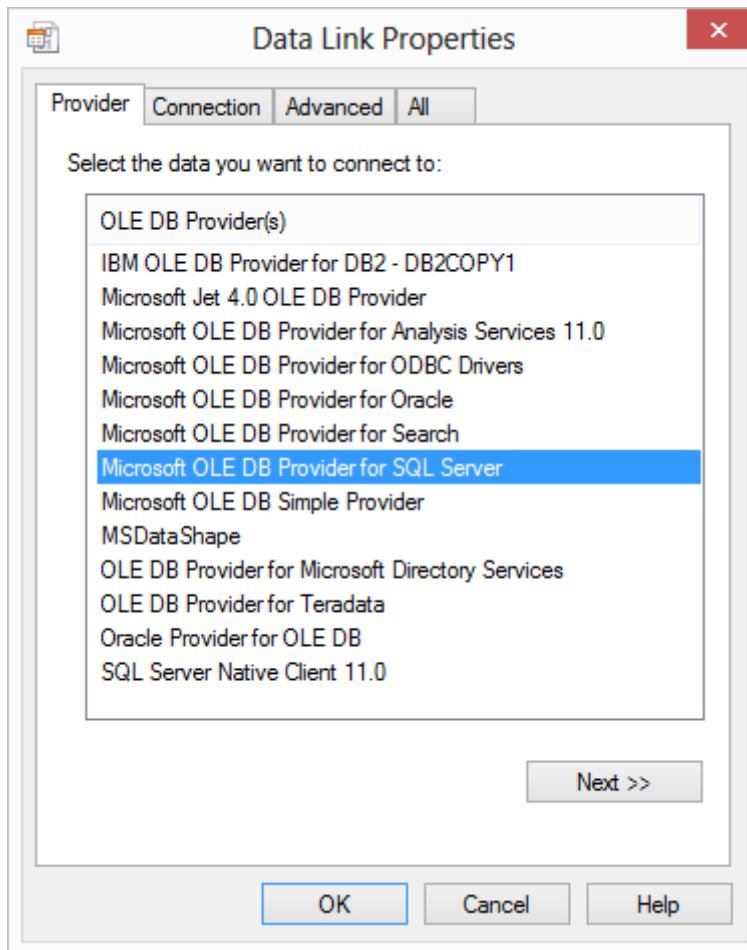 Data Link Properties
Provider Connection Advanced All
Select the data you want to connect to:
OLE DB Provider(s)
IBM OLE DB Provider for DB2 - DB2COPY1
Microsoft Jet 4.0 OLE DB Provider
Microsoft OLE DB Provider for Analysis Services 11.0
Microsoft OLE DB Provider for ODBC Drivers
Microsoft OLE DB Provider for Oracle
Microsoft OLE DB Provider for Search
Microsoft OLE DB Provider for SQL Server
Microsoft OLE DB Simple Provider
MSDataShape
OLE DB Provider for Microsoft Directory Services
OLE DB Provider for Teradata
Oracle Provider for OLE DB
SQL Server Native Client 11.0
Next >>
OK Cancel Help